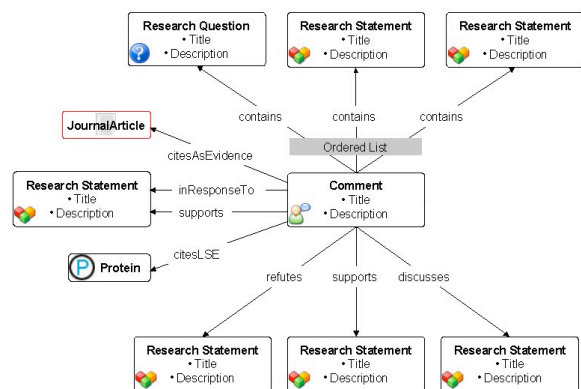 Research Question
• Title
• Description
Research Statement
• Title
• Description
Research Statement
• Title
• Description
contains
contains
contains
JournalArticle
Ordered List
citesAsEvidence
Research Statement
• Title
• Description
inResponseTo
supports
Comment
• Title
• Description
P Protein
citesLSE
refutes
supports
discusses
Research Statement
• Title
• Description
Research Statement
• Title
• Description
Research Statement
• Title
• Description